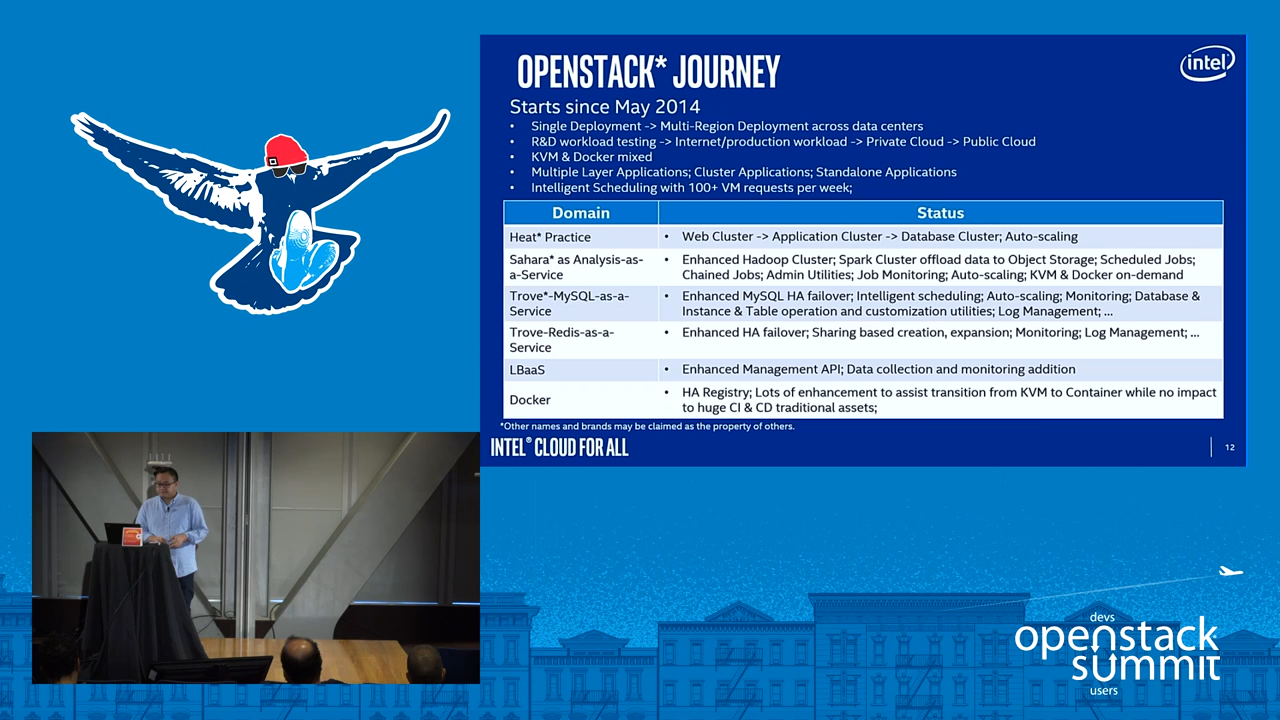 OPENSTACK* JOURNEY
intel
Starts since May 2014
• Single Deployment -> Multi-Region Deployment across data centers
• R&D workload testing -> Internet/production workload -> Private Cloud -> Public Cloud
• KVM & Docker mixed
• Multiple Layer Applications; Cluster Applications; Standalone Applications
• Intelligent Scheduling with 100+ VM requests per week;
Domain Status
Heat* Practice • Web Cluster -> Application Cluster -> Database Cluster; Auto-scaling
Sahara* as Analysis-as-
a-Service
• Enhanced Hadoop Cluster; Spark Cluster offload data to Object Storage; Scheduled Jobs;
Chained Jobs; Admin Utilities; Job Monitoring; Auto-scaling; KVM & Docker on-demand
Trove*-MySQL-as-a-
Service
• Enhanced MySQL HA failover; Intelligent scheduling; Auto-scaling; Monitoring; Database &
Instance & Table operation and customization utilities; Log Management; ...
Trove-Redis-as-a-
Service
• Enhanced HA failover; Sharing based creation, expansion; Monitoring; Log Management; ...
LBaaS • Enhanced Management API; Data collection and monitoring addition
Docker
• HA Registry; Lots of enhancement to assist transition from KVM to Container while no impact
to huge CI & CD traditional assets;
*Other names and brands may be claimed as the property of others.
INTEL® CLOUD FOR ALL
12
devs
openstack
summit
users